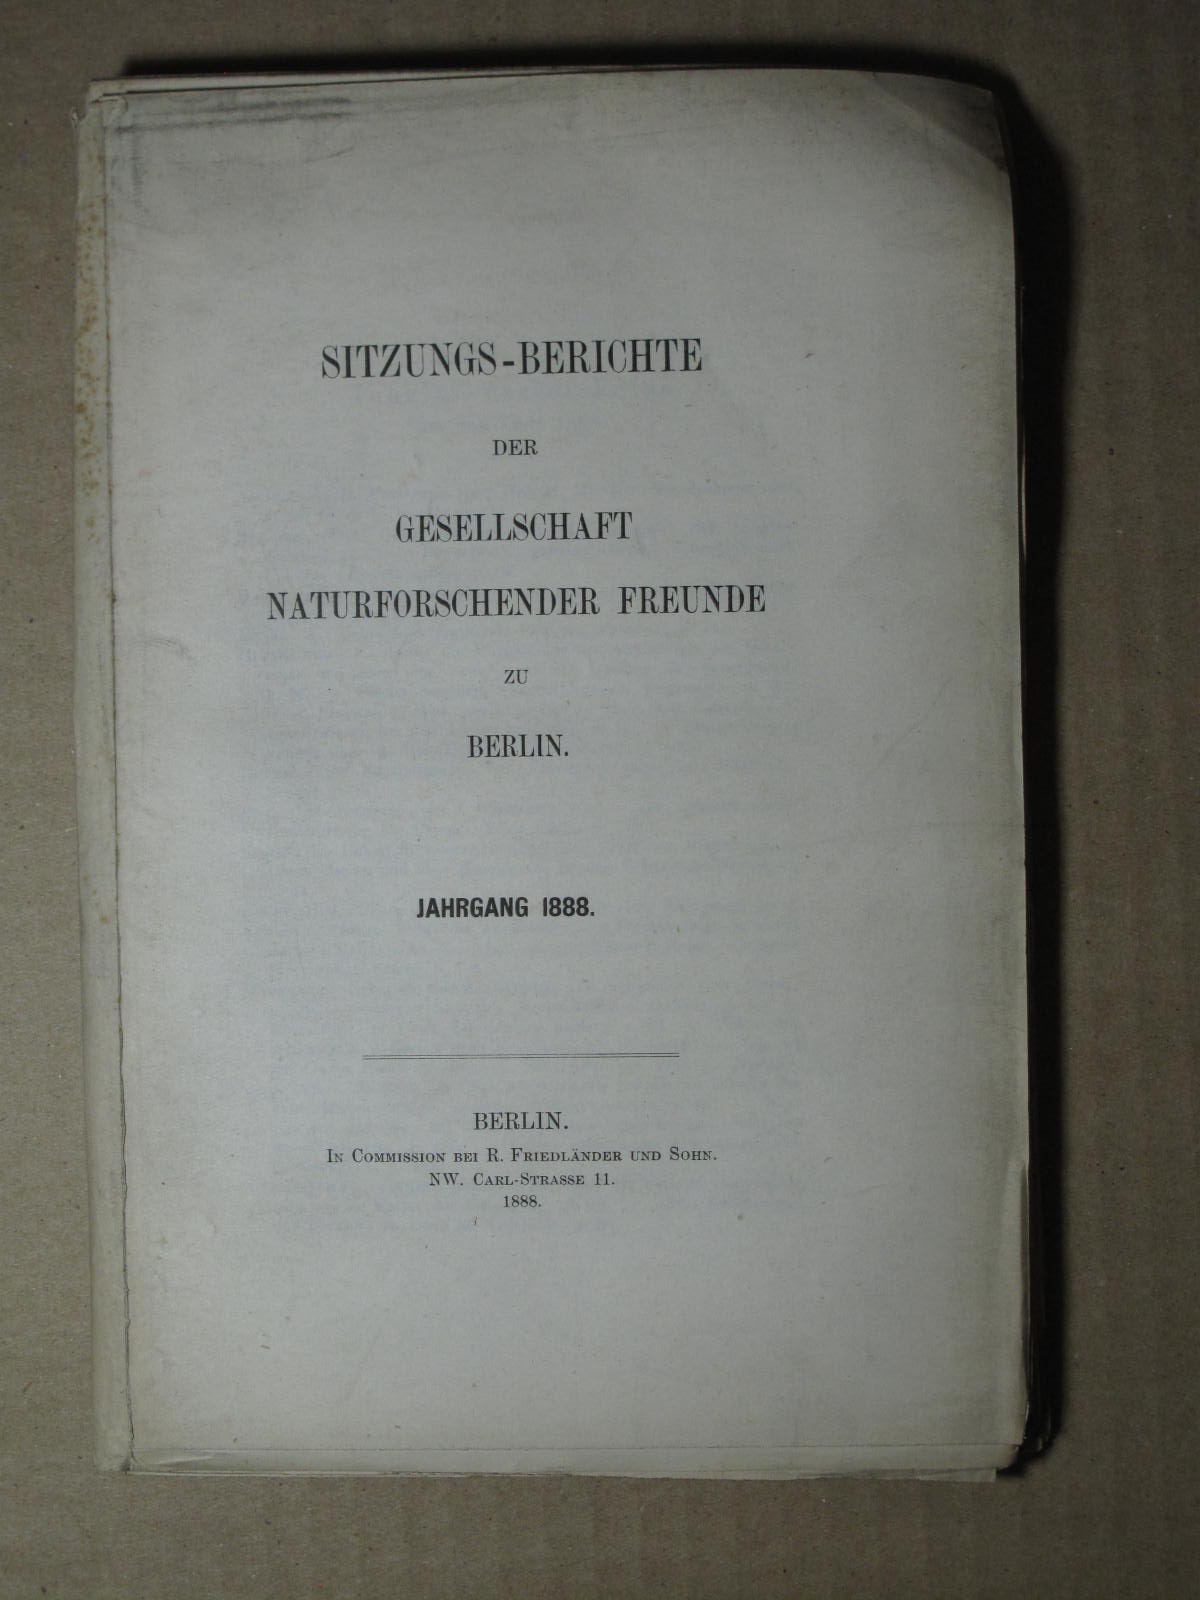 SITZUNGS-BERICHTE
DER
GESELLSCHAFT
NATURFORSCHENDER FREUNDE
ZU
BERLIN.
JAHRGANG 1888.
BERLIN.
IN COMMISSION BEI R. FRIEDLÄNDER UND SOHN.
NW. CARL-STRASSE 11.
1888.